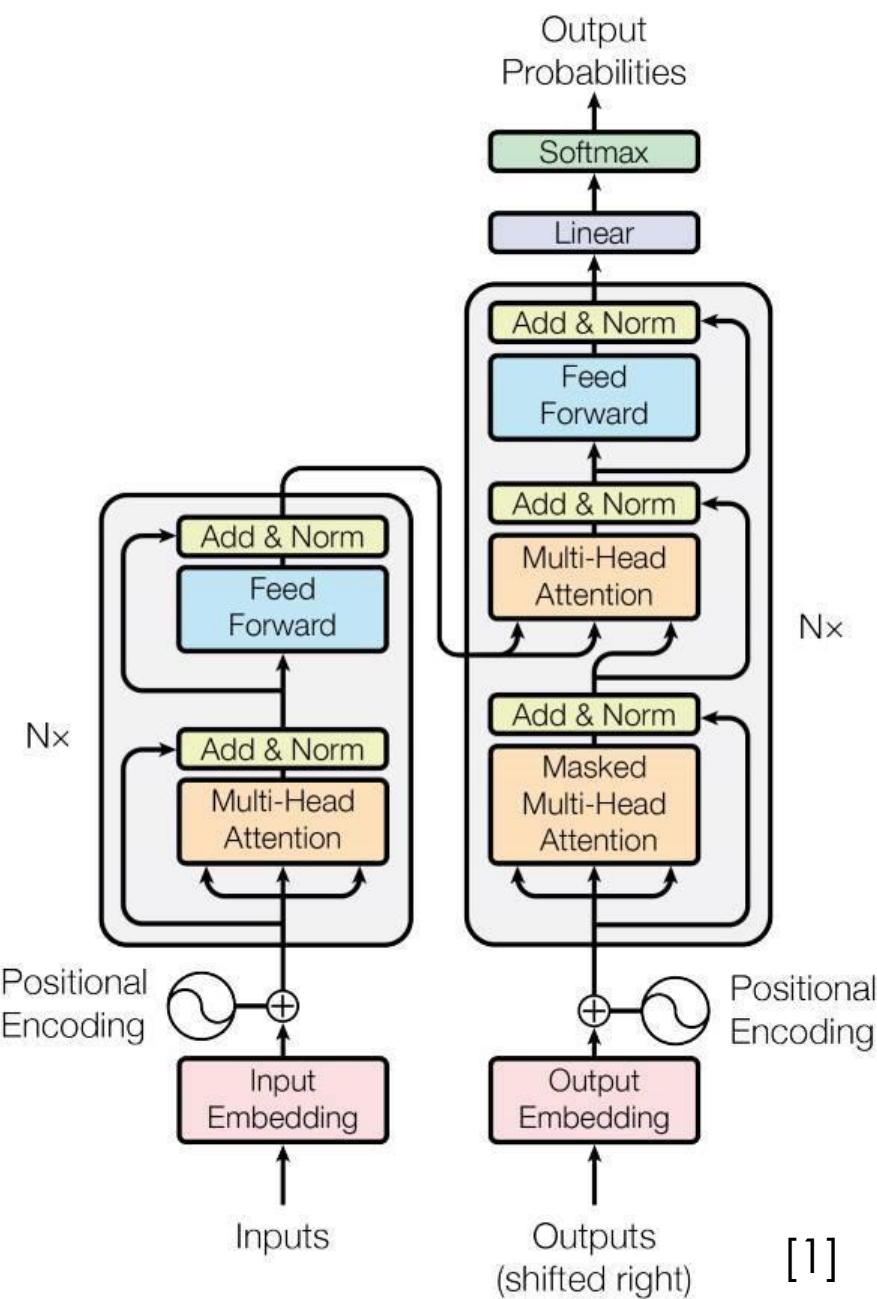 Output
Probabilities
Softmax
Linear
Add & Norm
Feed
Forward
Add & Norm
Multi-Head
Attention
Add & Norm
Masked
Multi-Head
Attention
N×
Add & Norm
Feed
Forward
Add & Norm
Multi-Head
Attention
N×
Positional
Encoding
Positional
Encoding
Input
Embedding
Output
Embedding
Inputs
Outputs
(shifted right)
[1]